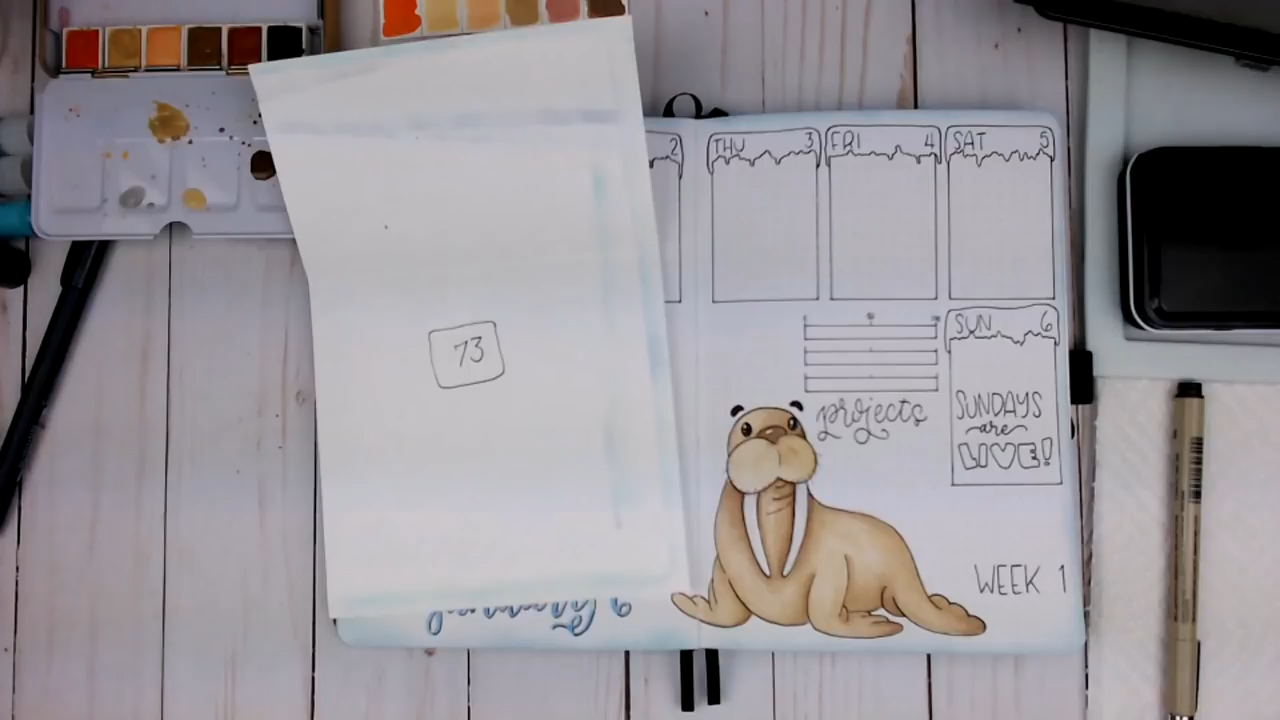 2
THU 3
FRI 4
SAT 5
73
SUN 6
projects
SUNDAYS
are
LIVE!
WEEK 1